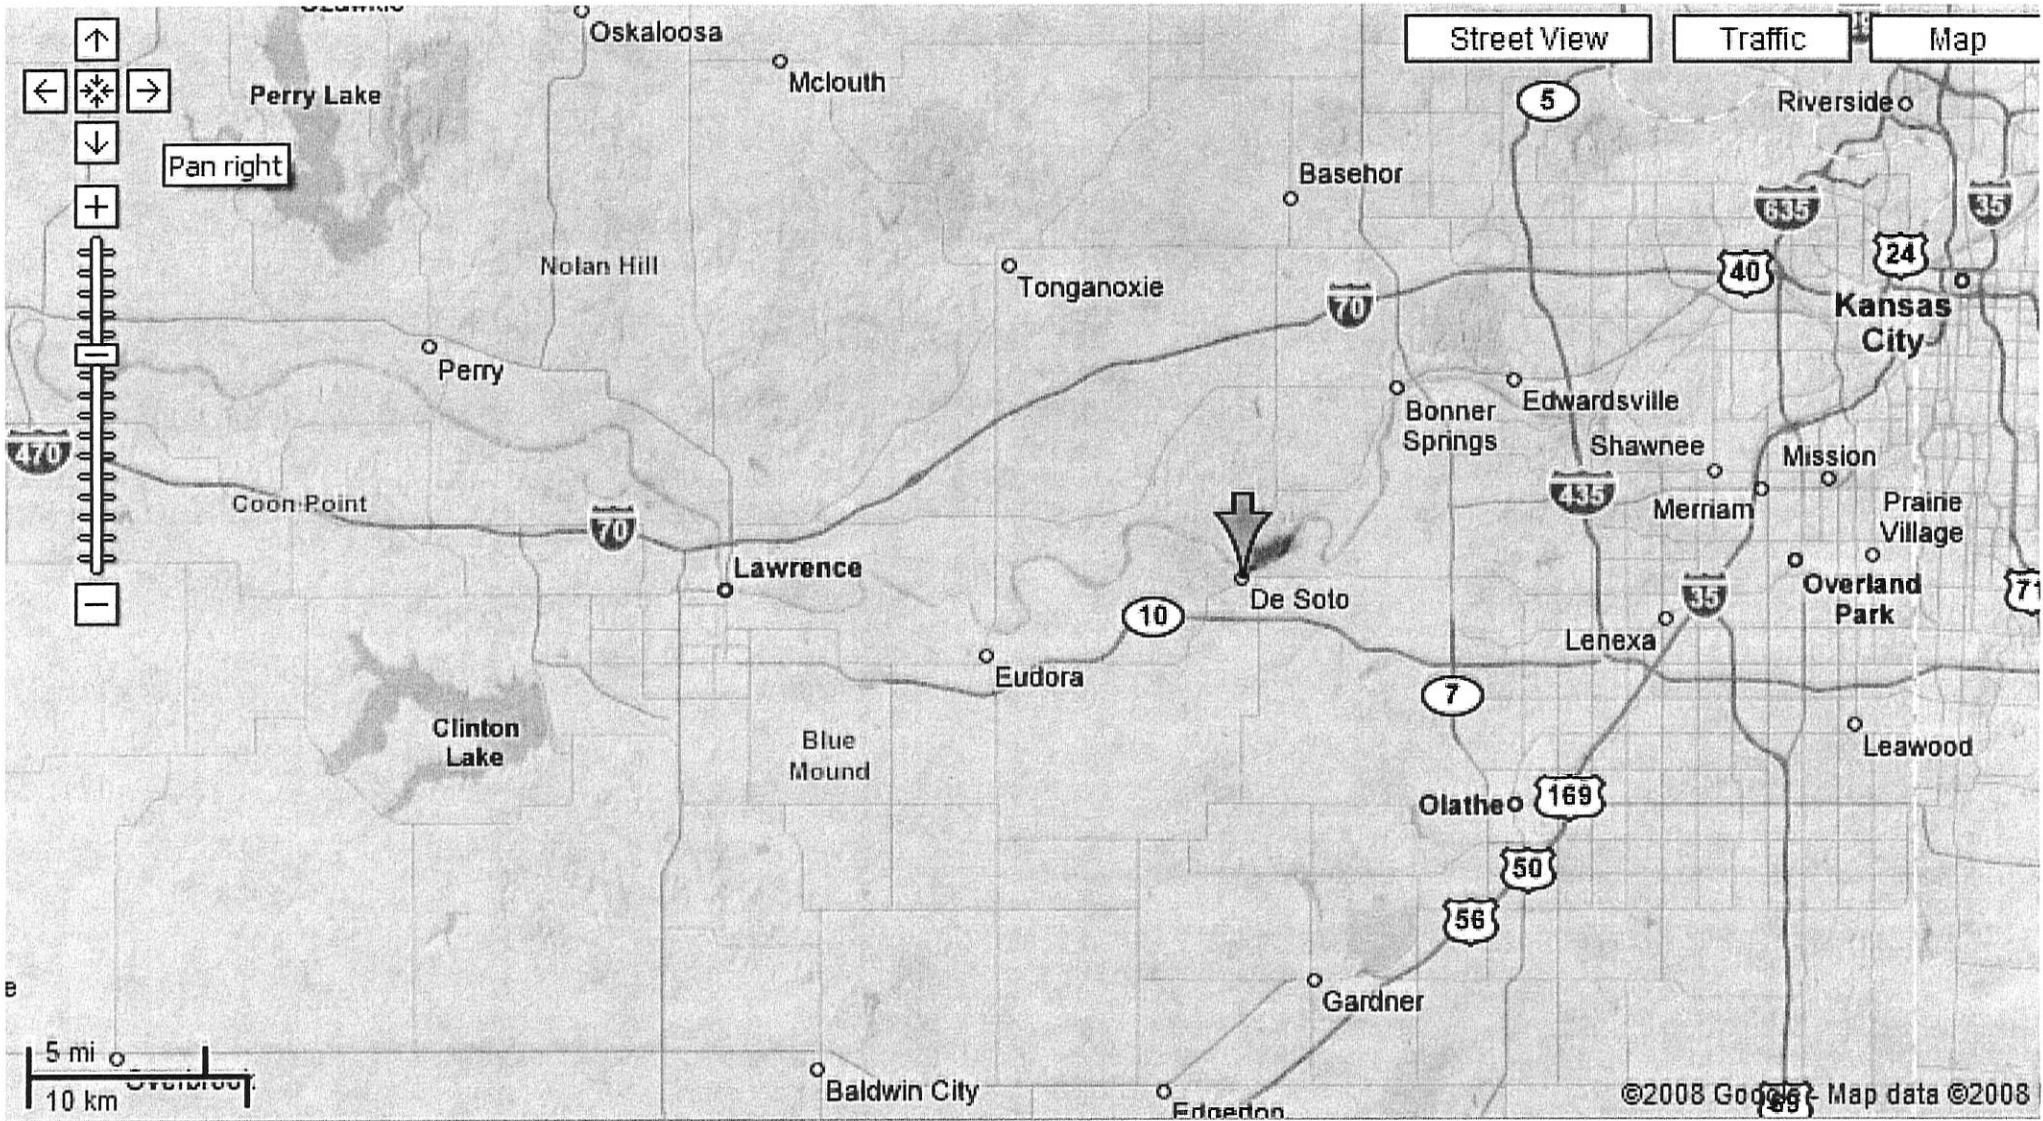 Oskaloosa
Mclouth
Street View
Traffic
Map
Perry Lake
5
Riverside
Pan right
Basehor
635
35
Nolan Hill
Tonganoxie
40
24
70
Kansas
City
Perry
Bonner
Springs
Edwardsville
470
Shawnee
Mission
Coon Point
435
Merriam
Prairie
Village
70
Lawrence
De Soto
35
Overland
Park
71
10
Lenexa
Eudora
7
Clinton
Lake
Blue
Mound
Leawood
Olathe
169
50
56
Gardner
e
5 mi
10 km
Baldwin City
©2008 Google - Map data ©2008